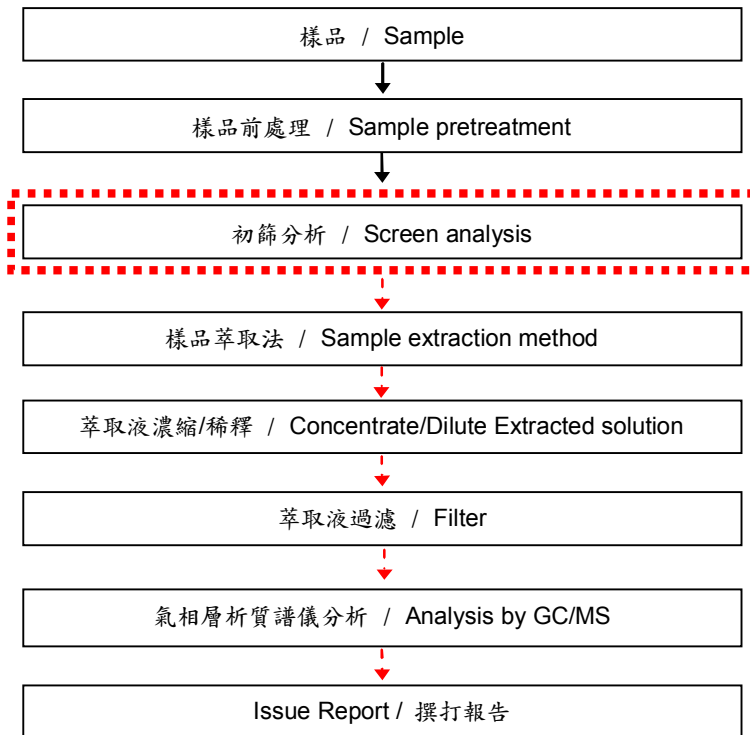 樣品 / Sample
樣品前處理 / Sample pretreatment
初篩分析 / Screen analysis
樣品萃取法 / Sample extraction method
萃取液濃縮/稀釋 / Concentrate/Dilute Extracted solution
萃取液過濾 / Filter
氣相層析質譜儀分析 / Analysis by GC/MS
Issue Report / 撰打報告